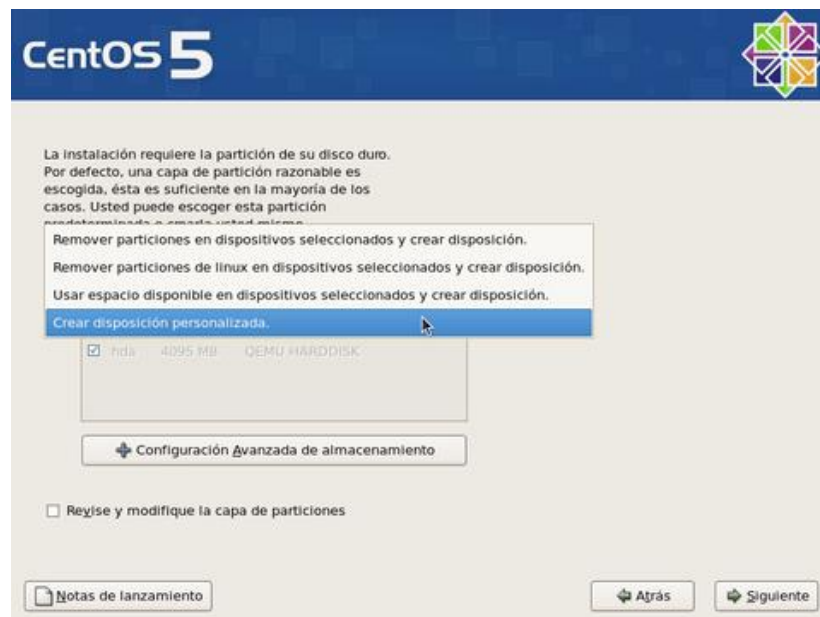 CentOS 5
La instalación requiere la partición de su disco duro.
Por defecto, una capa de partición razonable es
escogida, ésta es suficiente en la mayoría de los
casos. Usted puede escoger esta partición
predeterminada o crearla usted mismo.
Remover particiones en dispositivos seleccionados y crear disposición.
Remover particiones de linux en dispositivos seleccionados y crear disposición.
Usar espacio disponible en dispositivos seleccionados y crear disposición.
Crear disposición personalizada.
hda 4095 MB QEMU HARDDISK
Configuración Avanzada de almacenamiento
Revise y modifique la capa de particiones
Notas de lanzamiento
Atrás
Siguiente